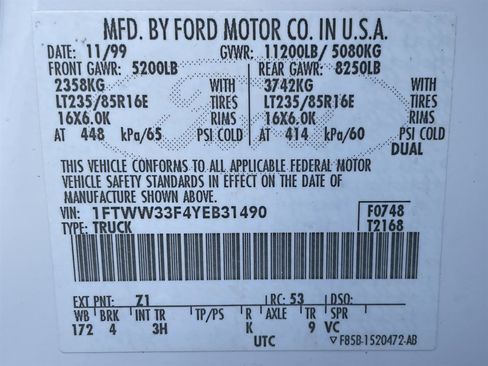 MFD. BY FORD MOTOR CO. IN U.S.A.
DATE: 11/99 GVWR: 11200LB/ 5080KG
FRONT GAWR: 5200LB REAR GAWR: 8250LB
2358KG WITH 3742KG WITH
LT235/85R16E TIRES LT235/85R16E TIRES
16X6.0K RIMS 16X6.0K RIMS
AT 448 kPa/65 PSI COLD AT 414 kPa/60 PSI COLD
DUAL
THIS VEHICLE CONFORMS TO ALL APPLICABLE FEDERAL MOTOR
VEHICLE SAFETY STANDARDS IN EFFECT ON THE DATE OF
MANUFACTURE SHOWN ABOVE.
VIN: 1FTWW33F4YEB31490 F0748
TYPE: TRUCK T2168
EXT PNT: Z1 RC: 53 DSO:
WB BRK INT TR TP/PS R AXLE TR SPR
172 4 3H K 9 VC
UTC ▽ F85B-1520472-AB